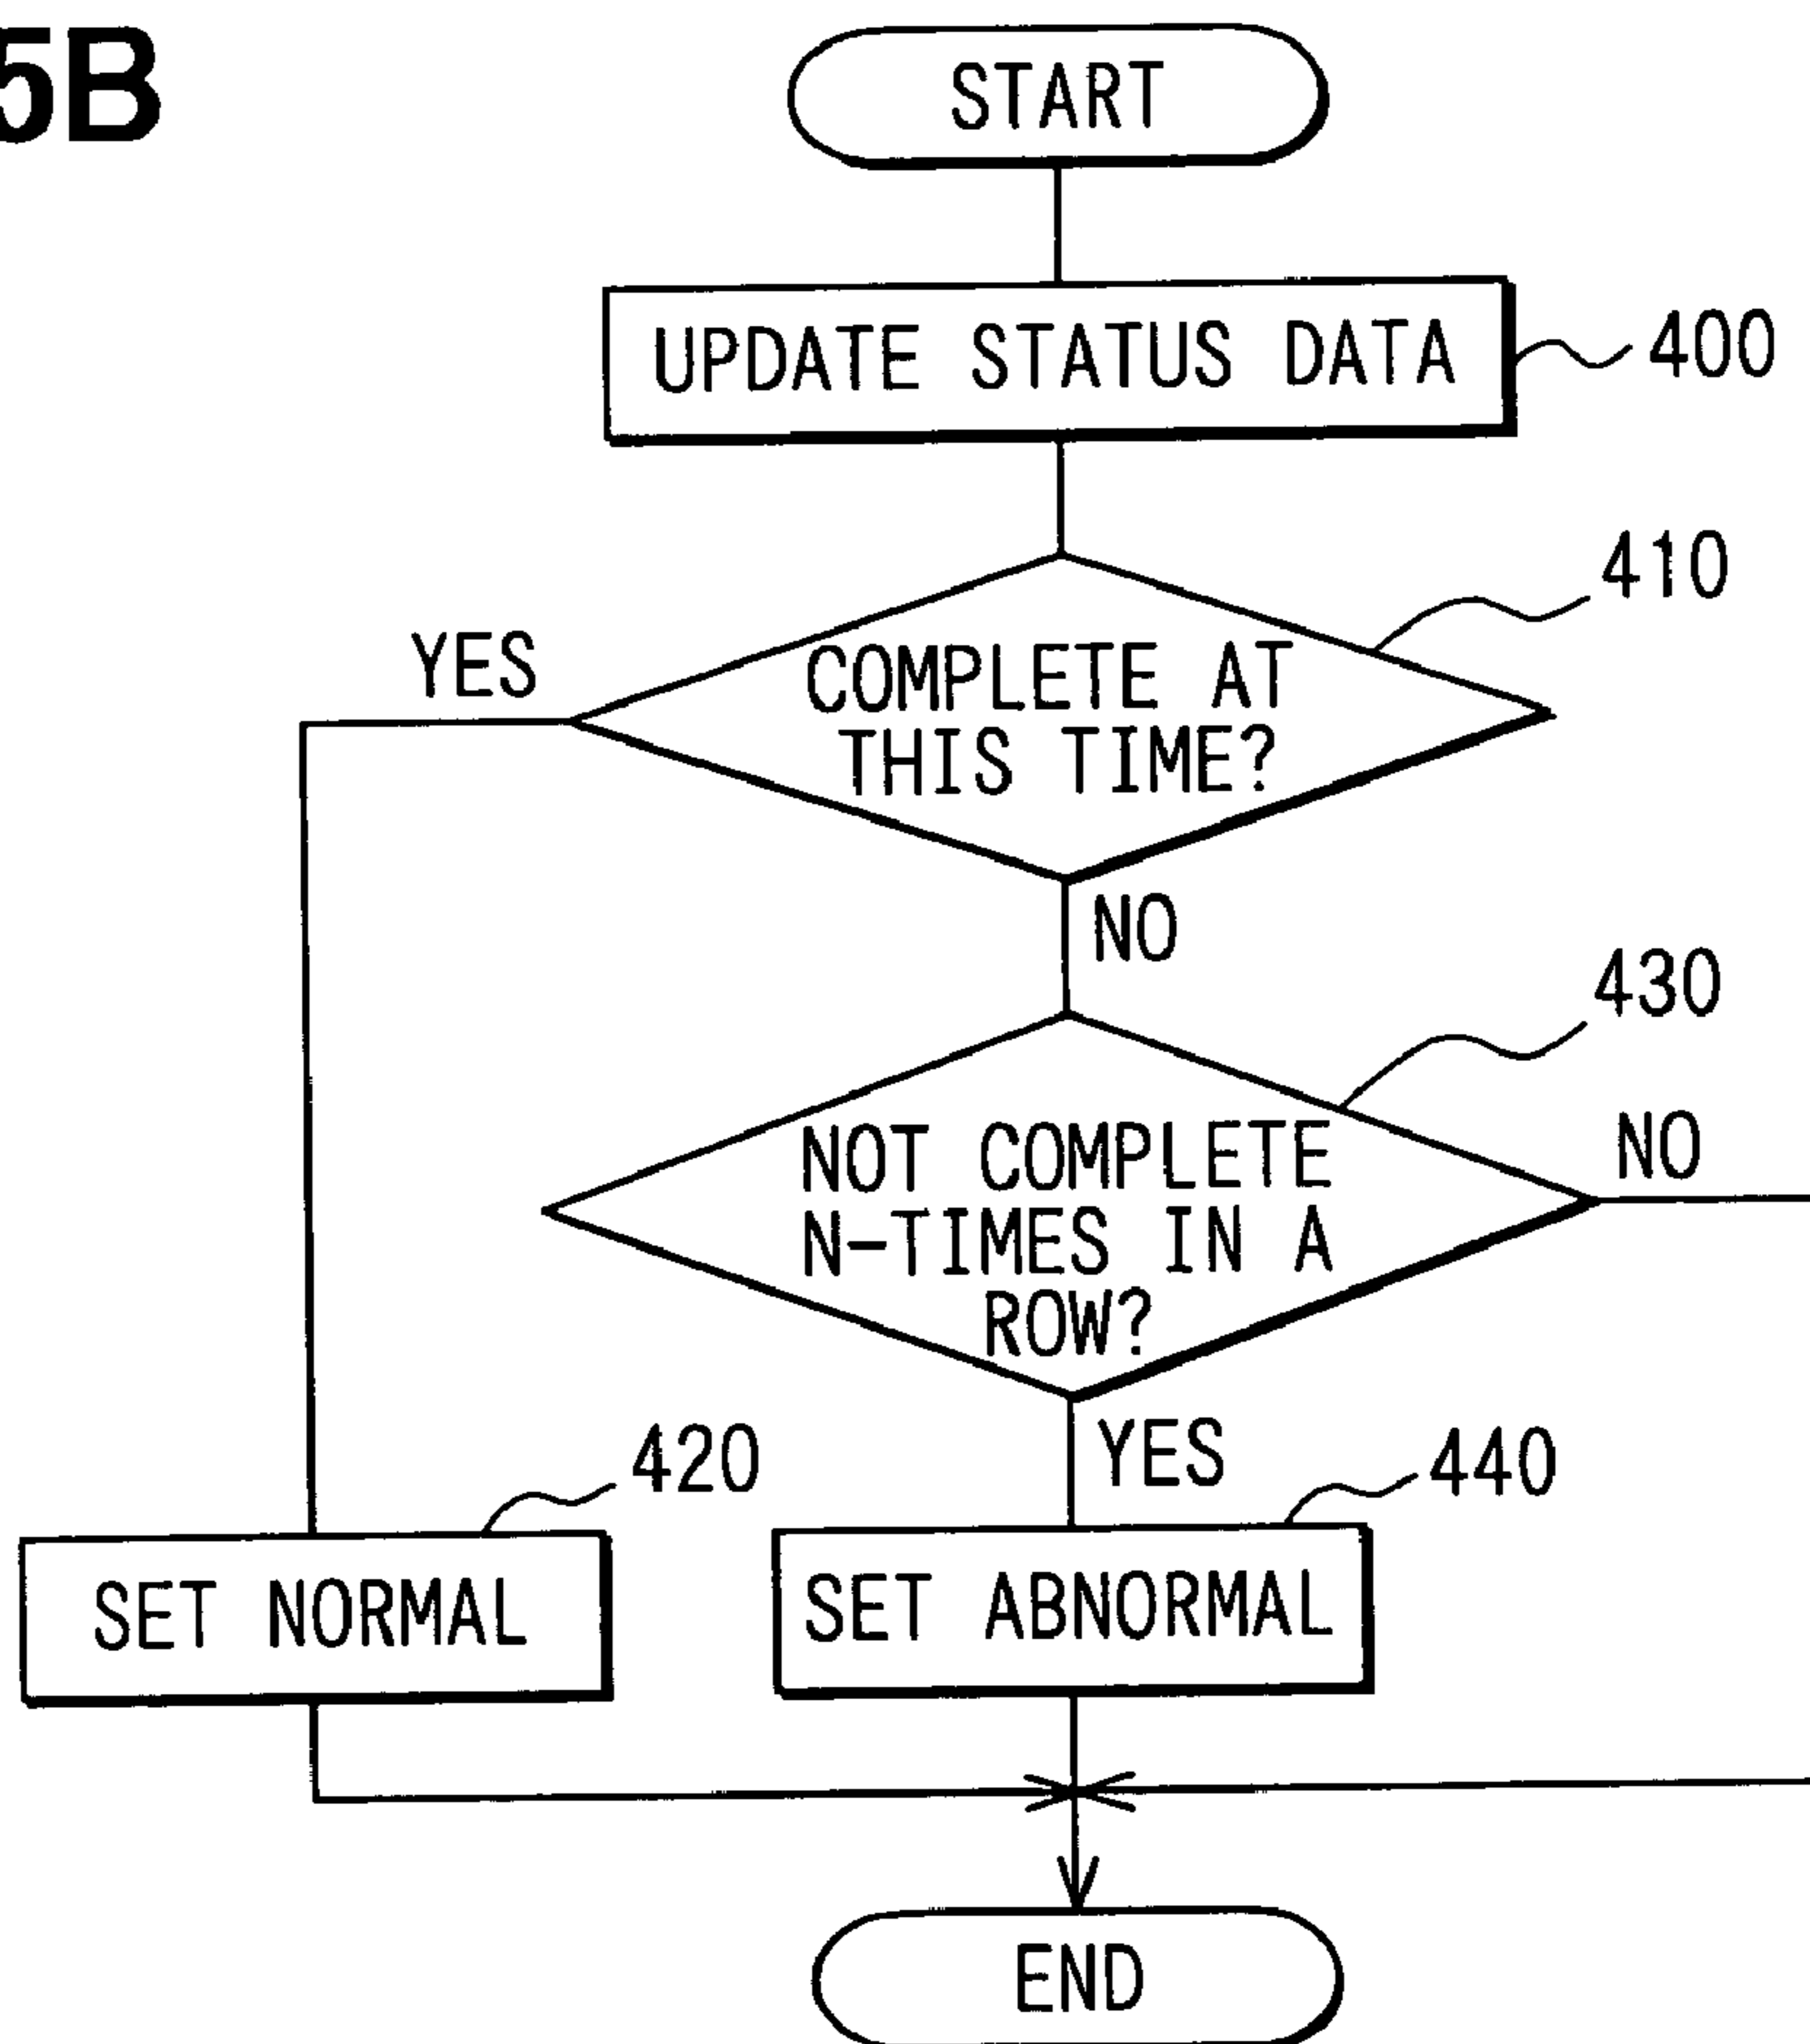 5B
START
UPDATE STATUS DATA
400
410
YES
COMPLETE AT
THIS TIME?
NO
430
NOT COMPLETE
N-TIMES IN A
ROW?
NO
YES
420
440
SET NORMAL
SET ABNORMAL
END